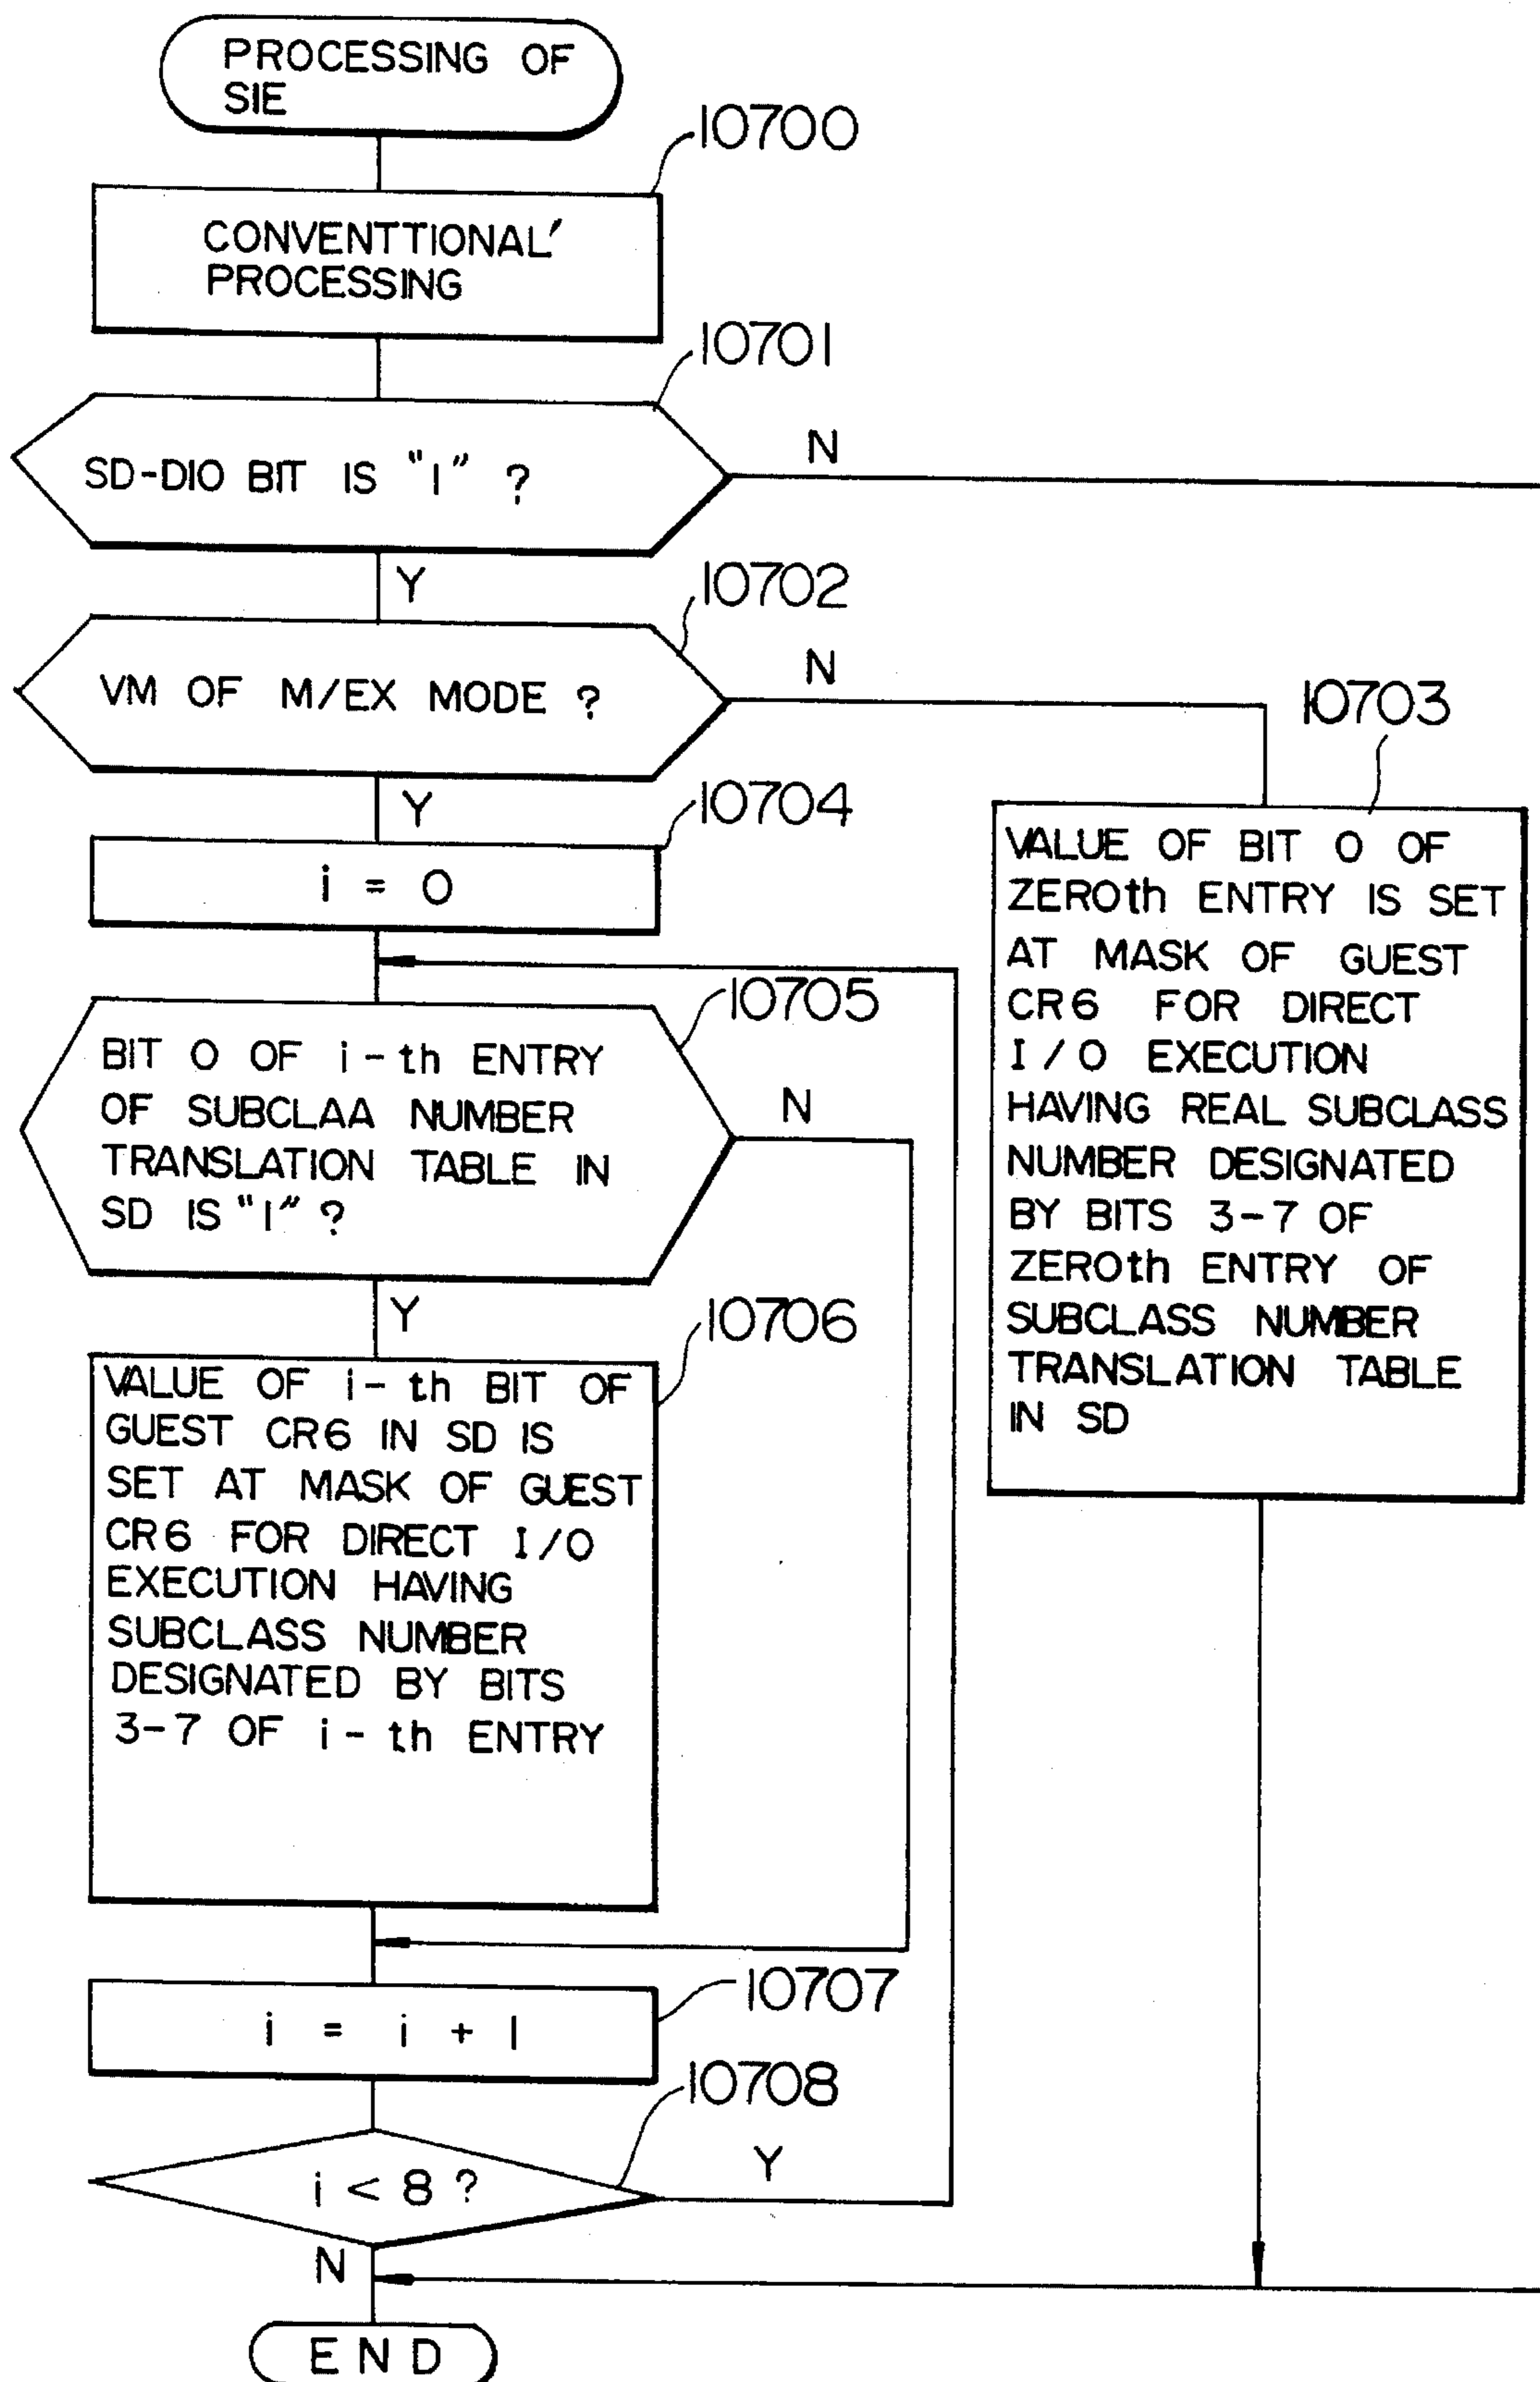 PROCESSING OF
SIE
10700
CONVENTTIONAL'
PROCESSING
10701
SD-DIO BIT IS "1" ?
N
Y
10702
VM OF M/EX MODE ?
N
10703
Y
10704
i = 0
VALUE OF BIT 0 OF
ZEROth ENTRY IS SET
AT MASK OF GUEST
CR6 FOR DIRECT
I/O EXECUTION
HAVING REAL SUBCLASS
NUMBER DESIGNATED
BY BITS 3-7 OF
ZEROth ENTRY OF
SUBCLASS NUMBER
TRANSLATION TABLE
IN SD
10705
BIT 0 OF i-th ENTRY
OF SUBCLAA NUMBER
TRANSLATION TABLE IN
SD IS "1" ?
N
Y
10706
VALUE OF i-th BIT OF
GUEST CR6 IN SD IS
SET AT MASK OF GUEST
CR6 FOR DIRECT I/O
EXECUTION HAVING
SUBCLASS NUMBER
DESIGNATED BY BITS
3-7 OF i-th ENTRY
10707
i = i + 1
10708
i < 8 ?
Y
N
END